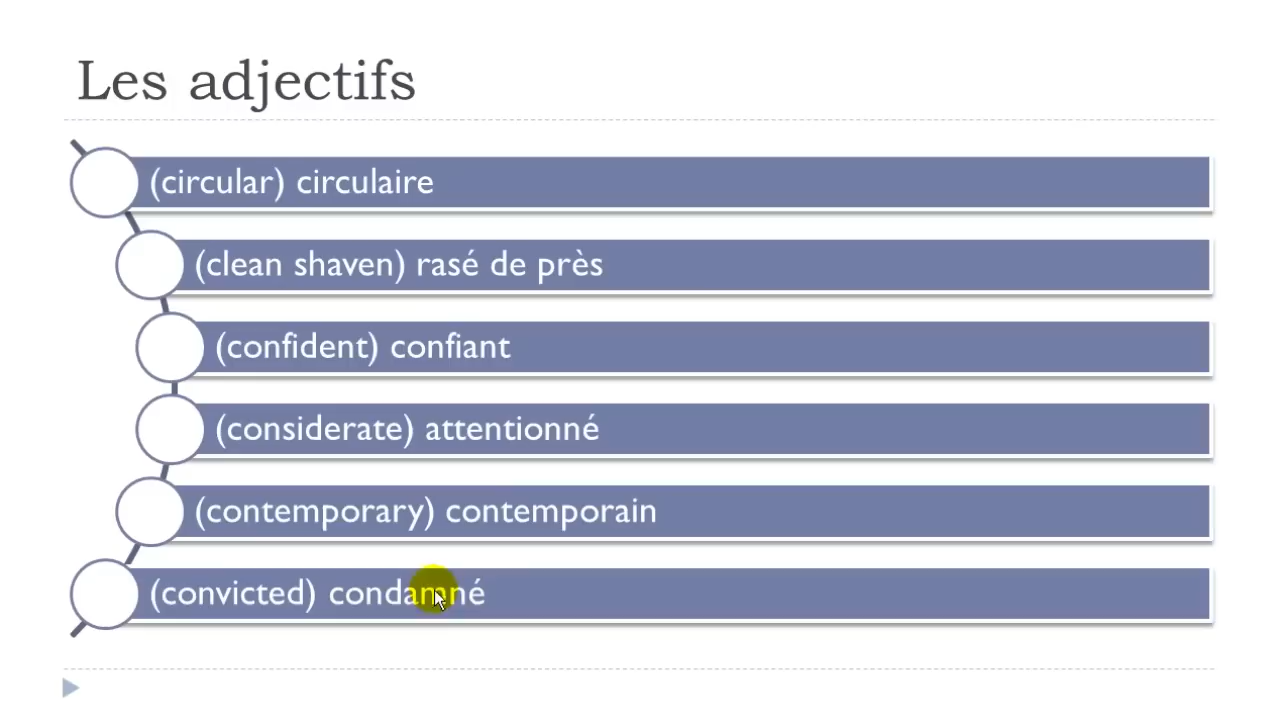 Les adjectifs
(circular) circulaire
(clean shaven) rasé de près
(confident) confiant
(considerate) attentionné
(contemporary) contemporain
(convicted) condamné